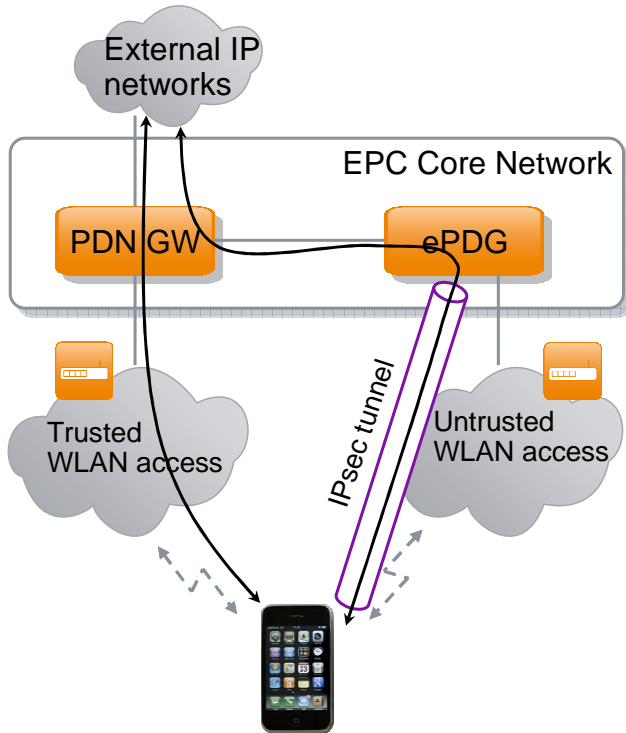 External IP
networks
EPC Core Network
PDN GW
ePDG
Trusted
WLAN access
IPsec tunnel
Untrusted
WLAN access